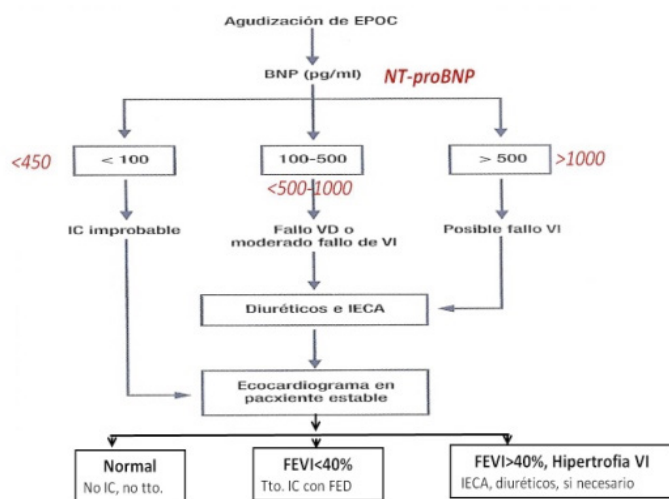 Agudización de EPOC
BNP (pg/ml)
NT-proBNP
<450
< 100
100-500
> 500
>1000
<500-1000
IC improbable
Fallo VD o
moderado fallo de VI
Posible fallo VI
Diuréticos e IECA
Ecocardiograma en
pacxiente estable
Normal
No IC, no tto.
FEVI<40%
Tto. IC con FED
FEVI>40%, Hipertrofia VI
IECA, diuréticos, si necesario